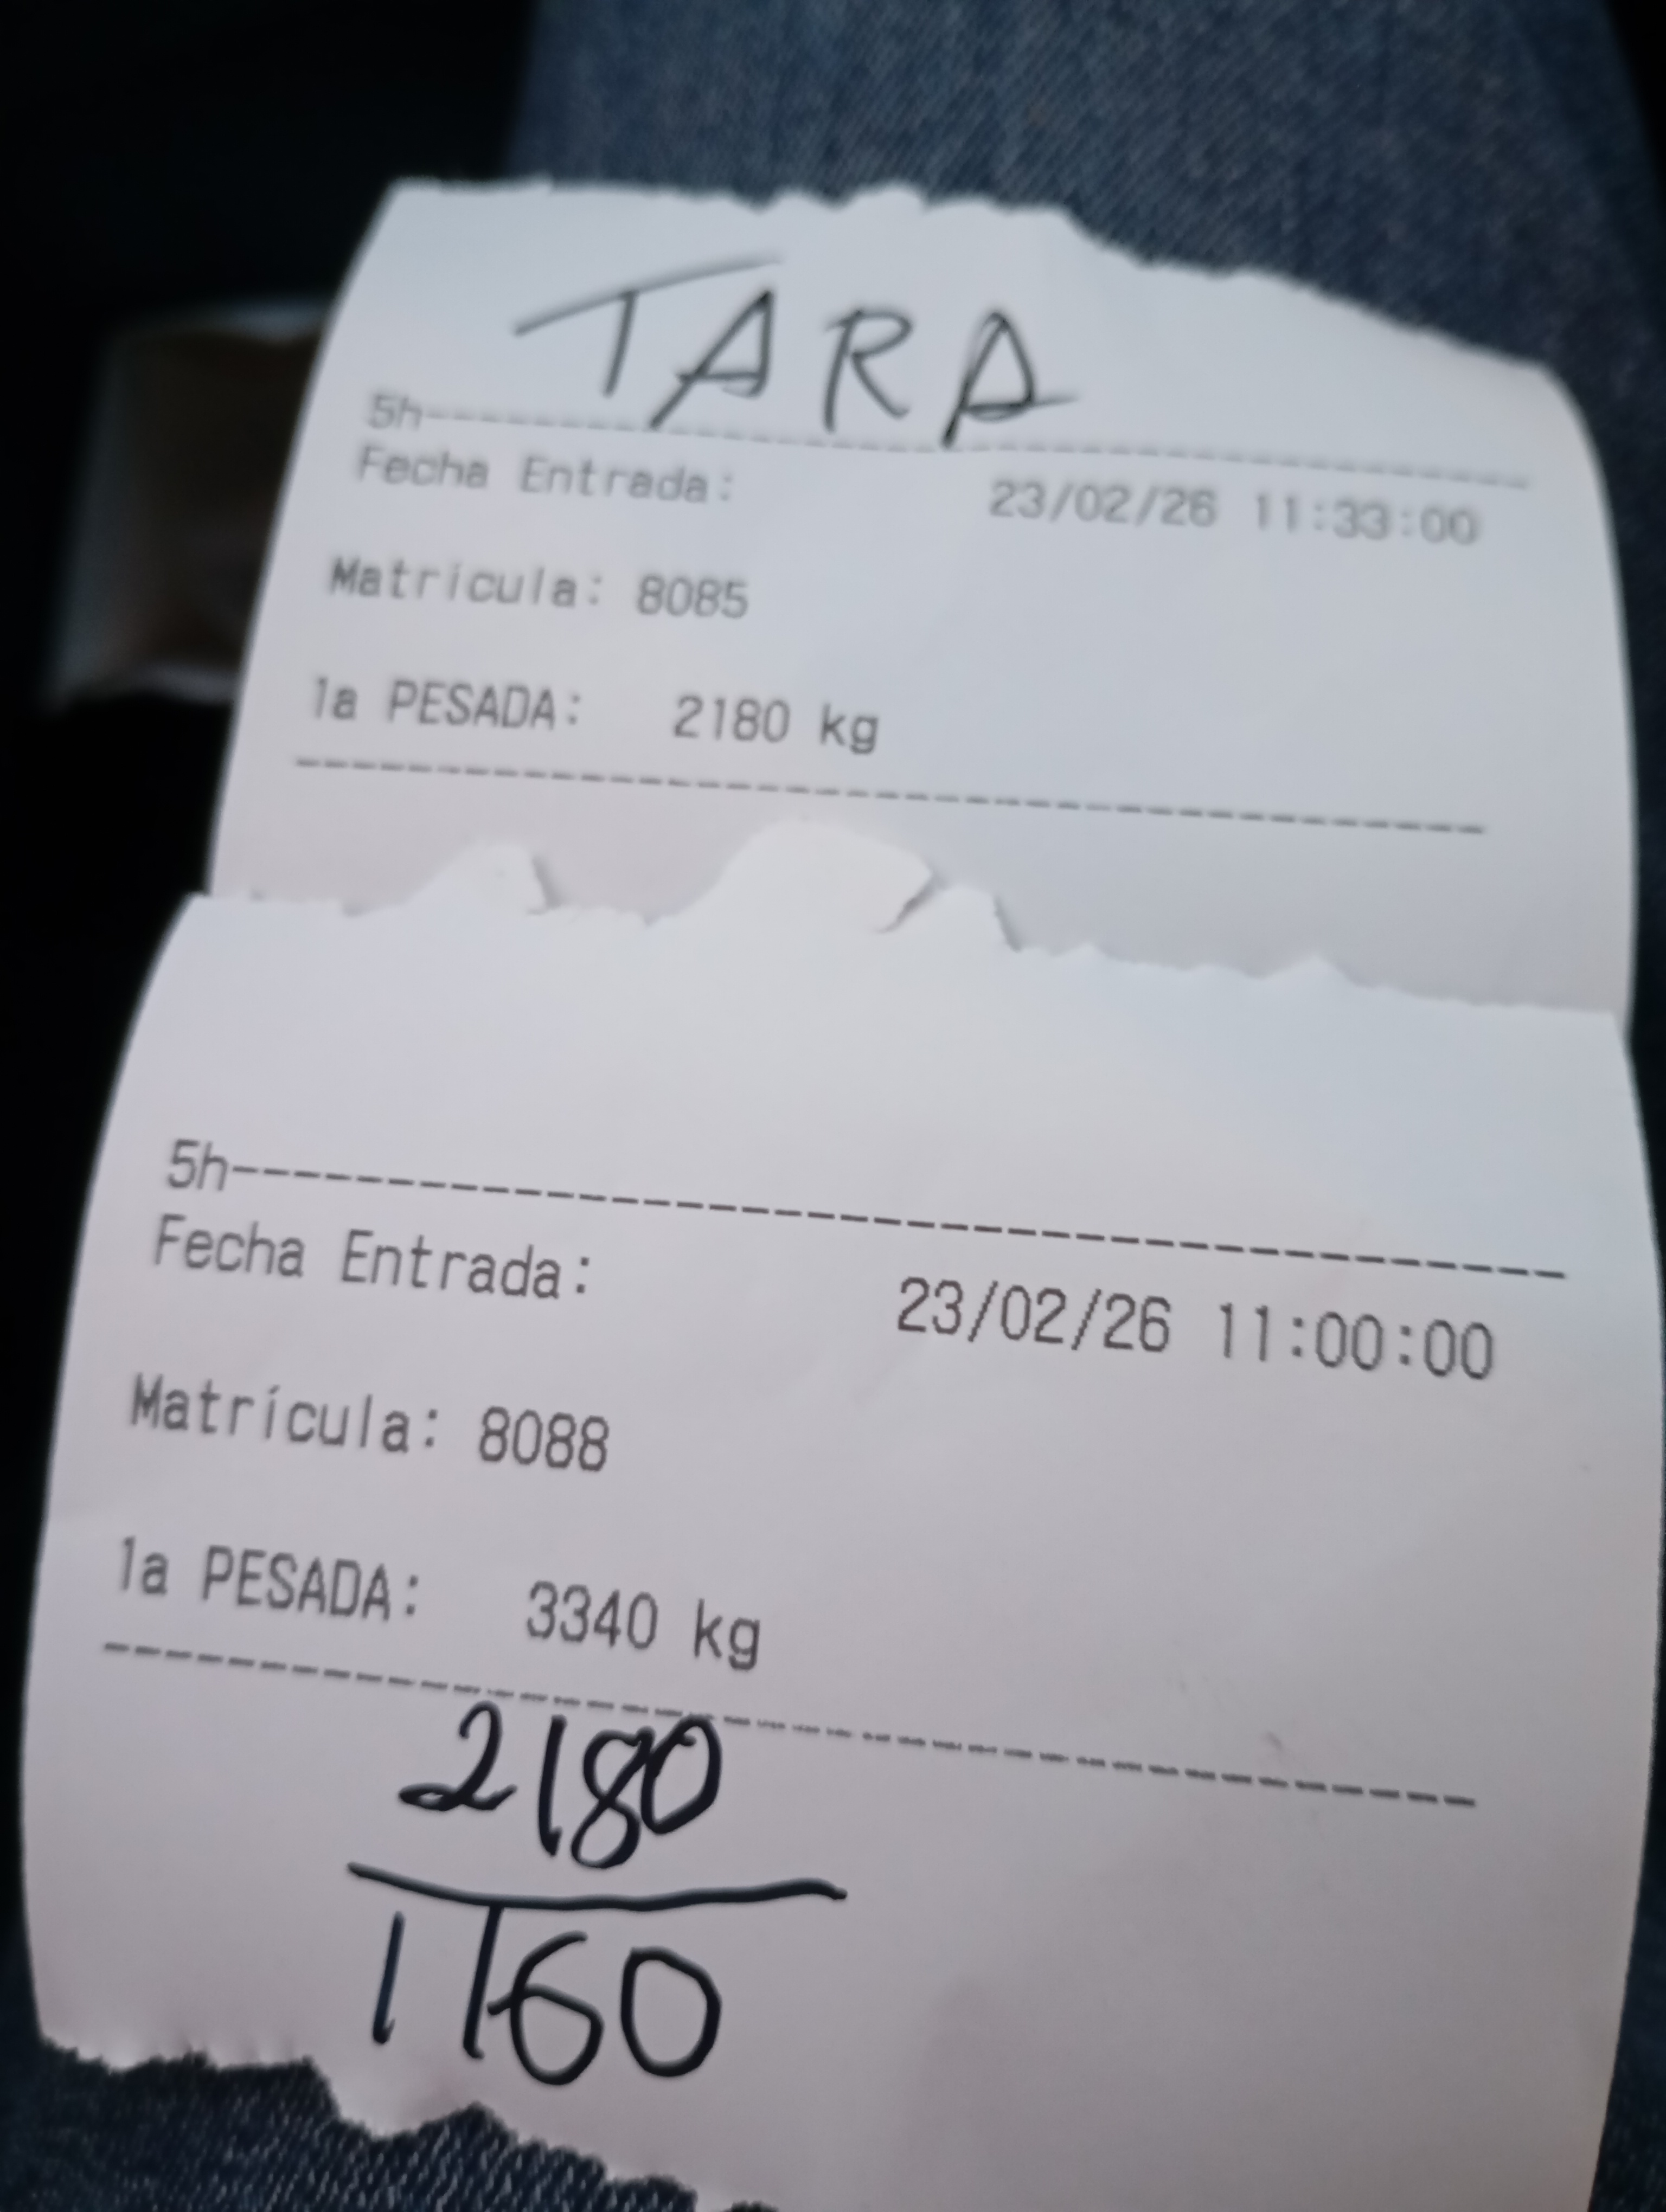 TARA
5h----------------------------------------
Fecha Entrada: 23/02/26 11:33:00
Matrícula: 8085
1a PESADA: 2180 kg
------------------------------------------
5h----------------------------------------
Fecha Entrada: 23/02/26 11:00:00
Matrícula: 8088
1a PESADA: 3340 kg
------------------------------------------
2180
1160